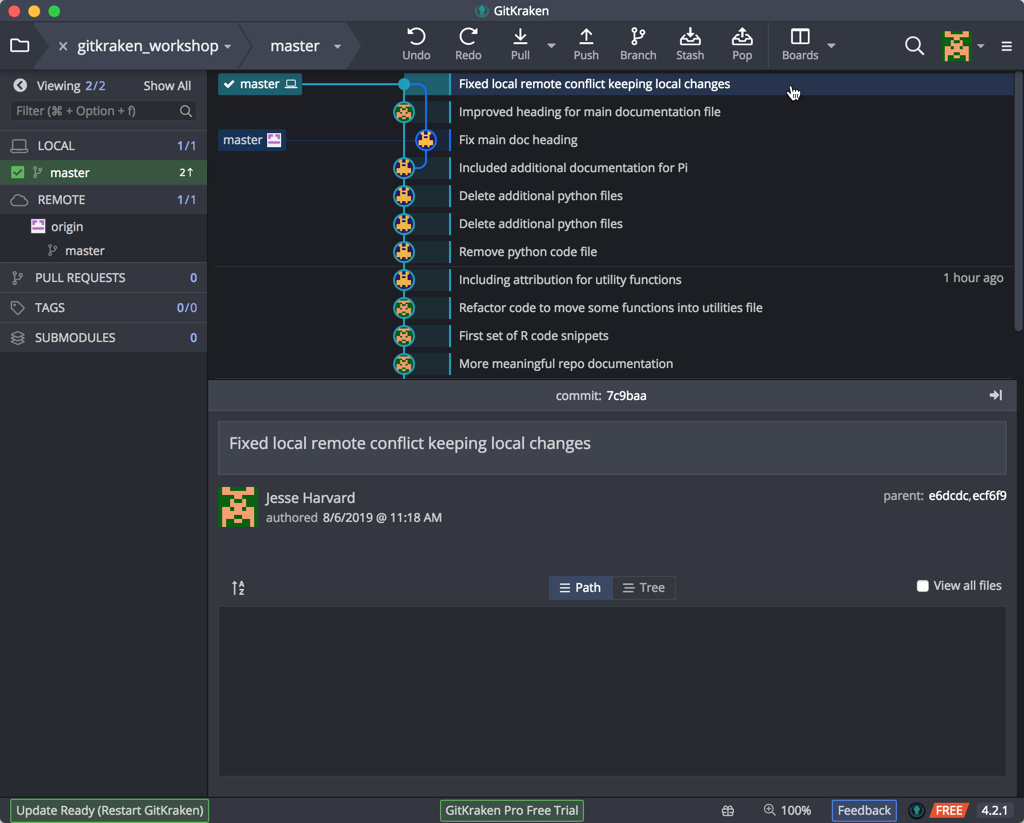 GitKraken
gitkraken_workshop
master
Undo
Redo
Pull
Push
Branch
Stash
Pop
Boards
Viewing 2/2
Show All
Filter (⌘ + Option + f)
LOCAL 1/1
master 2↑
REMOTE 1/1
origin
master
PULL REQUESTS 0
TAGS 0/0
SUBMODULES 0
master
Fixed local remote conflict keeping local changes
Improved heading for main documentation file
master
Fix main doc heading
Included additional documentation for Pi
Delete additional python files
Delete additional python files
Remove python code file
Including attribution for utility functions
1 hour ago
Refactor code to move some functions into utilities file
First set of R code snippets
More meaningful repo documentation
commit: 7c9baa
Fixed local remote conflict keeping local changes
Jesse Harvard
authored 8/6/2019 @ 11:18 AM
parent: e6dcdc,ecf6f9
A
Z
Path
Tree
View all files
Update Ready (Restart GitKraken)
GitKraken Pro Free Trial
100%
Feedback
FREE
4.2.1